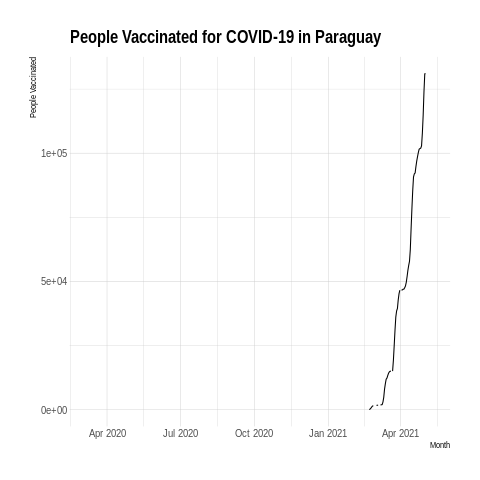 People Vaccinated for COVID-19 in Paraguay
People Vaccinated
1e+05
5e+04
0e+00
Apr 2020 Jul 2020 Oct 2020 Jan 2021 Apr 2021
Month